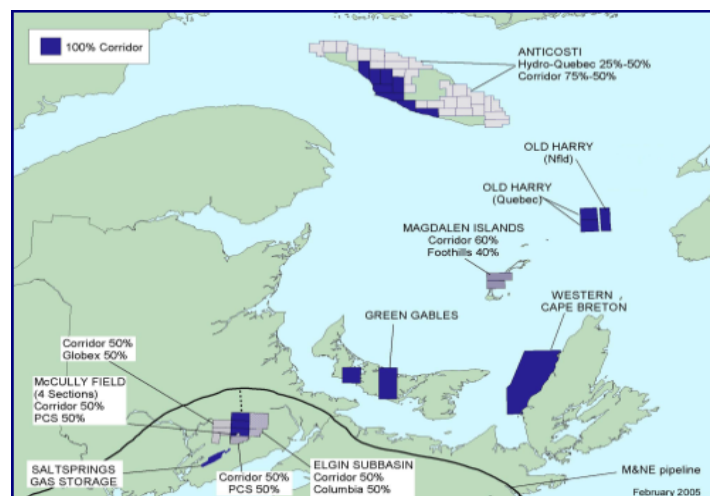 100% Corridor
ANTICOSTI
Hydro-Quebec 25%-50%
Corridor 75%-50%
OLD HARRY
(Nfld)
OLD HARRY
(Quebec)
MAGDALEN ISLANDS
Corridor 60%
Foothills 40%
WESTERN
CAPE BRETON
GREEN GABLES
Corridor 50%
Globex 50%
McCULLY FIELD
(4 Sections)
Corridor 50%
PCS 50%
SALTSPRINGS
GAS STORAGE
Corridor 50%
PCS 50%
ELGIN SUBBASIN
Corridor 50%
Columbia 50%
M&NE pipeline
February 2005